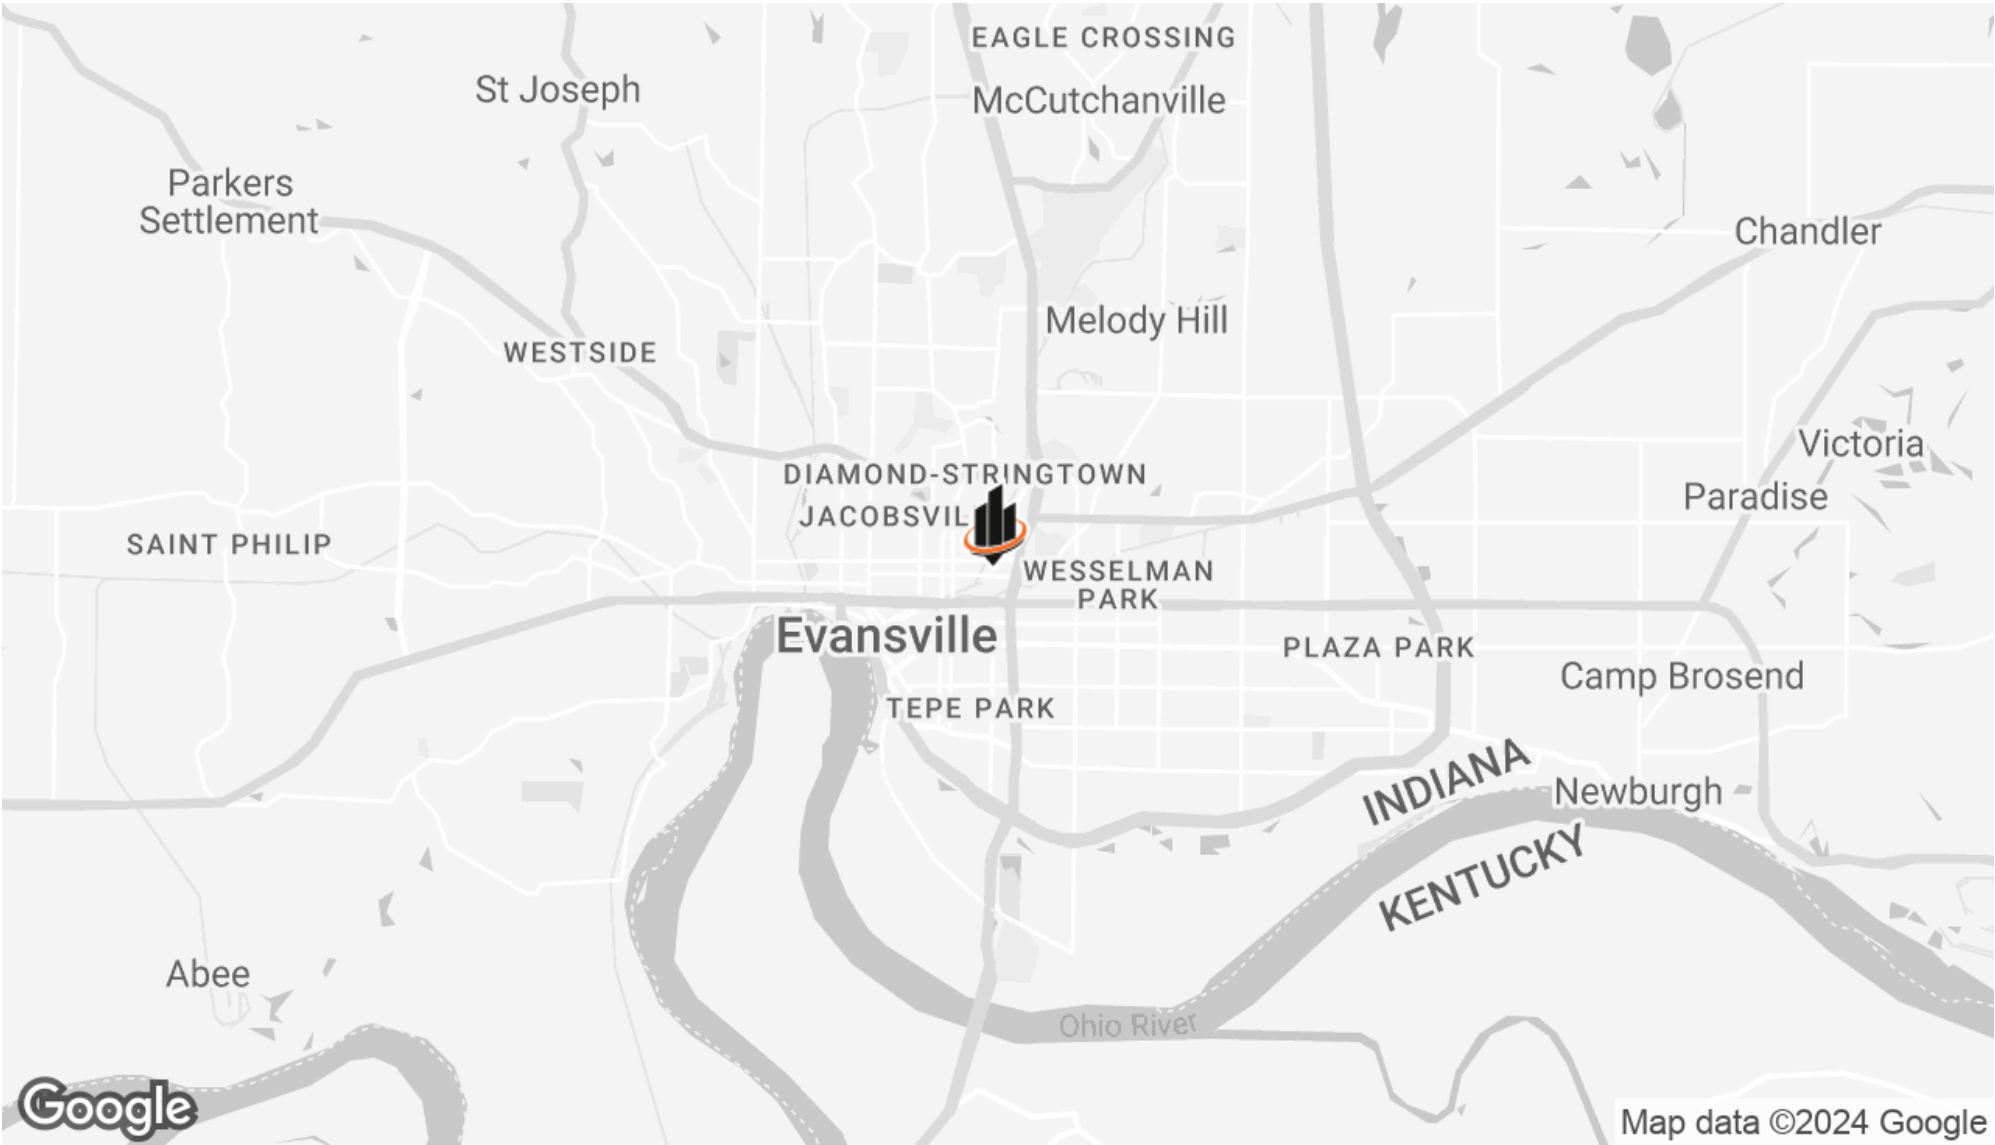 EAGLE CROSSING
McCutchanville
St Joseph
Parkers
Settlement
Chandler
Melody Hill
WESTSIDE
Victoria
DIAMOND-STRINGTOWN
Paradise
JACOBSVIL
SAINT PHILIP
WESSELMAN
PARK
Evansville
PLAZA PARK
Camp Brosend
TEPE PARK
INDIANA
Newburgh
KENTUCKY
Abee
Ohio River
Google
Map data ©2024 Google